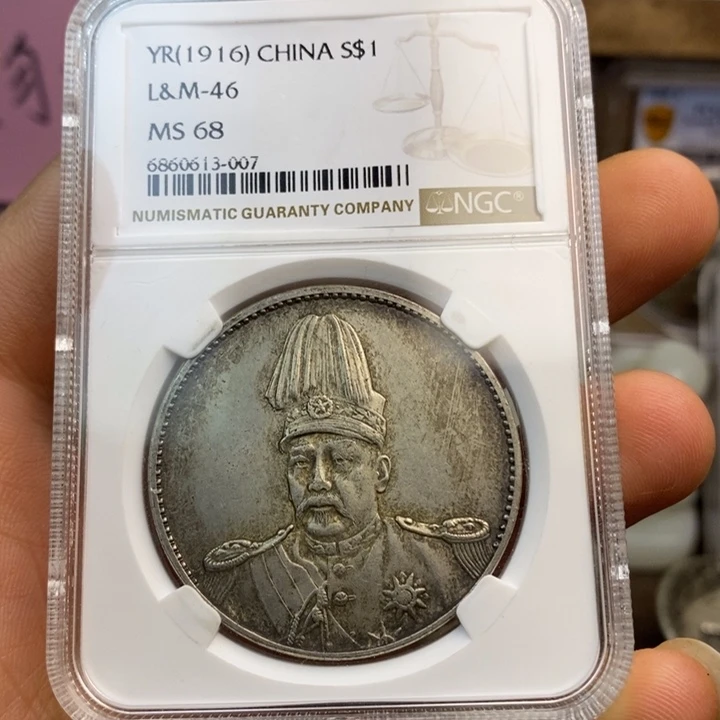 YR(1916) CHINA S$1
L&M-46
MS 68
6860613-007
NUMISMATIC GUARANTY COMPANY NGC®